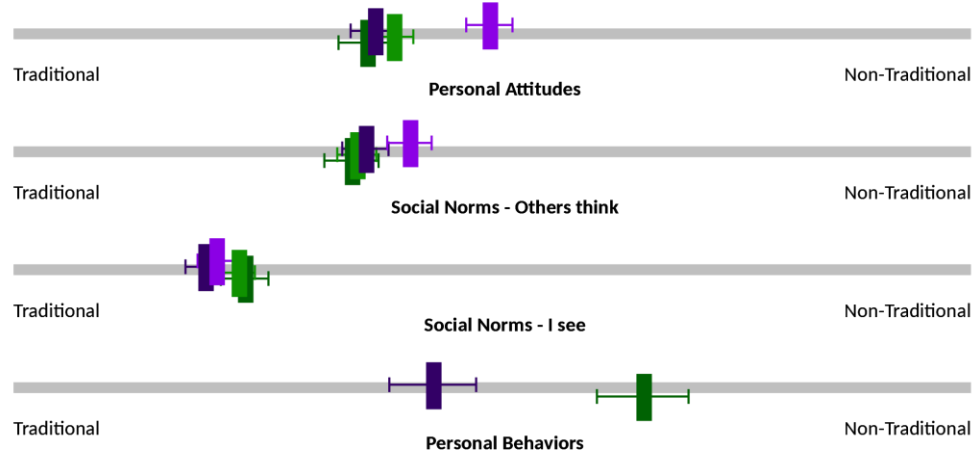 Traditional
Non-Traditional
Personal Attitudes
Traditional
Non-Traditional
Social Norms - Others think
Traditional
Non-Traditional
Social Norms - I see
Traditional
Non-Traditional
Personal Behaviors